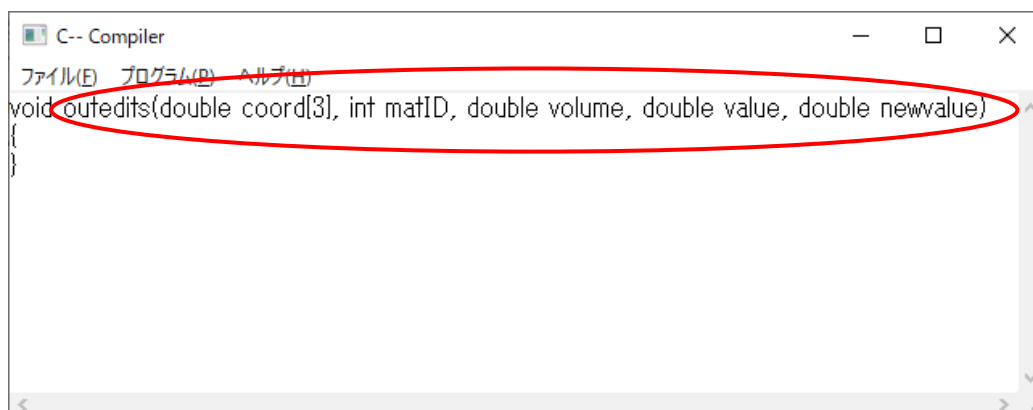 C-- Compiler
ファイル(F) プログラム(P) ヘルプ(H)
void outedits(double coord[3], int matID, double volume, double value, double newvalue)
{
}